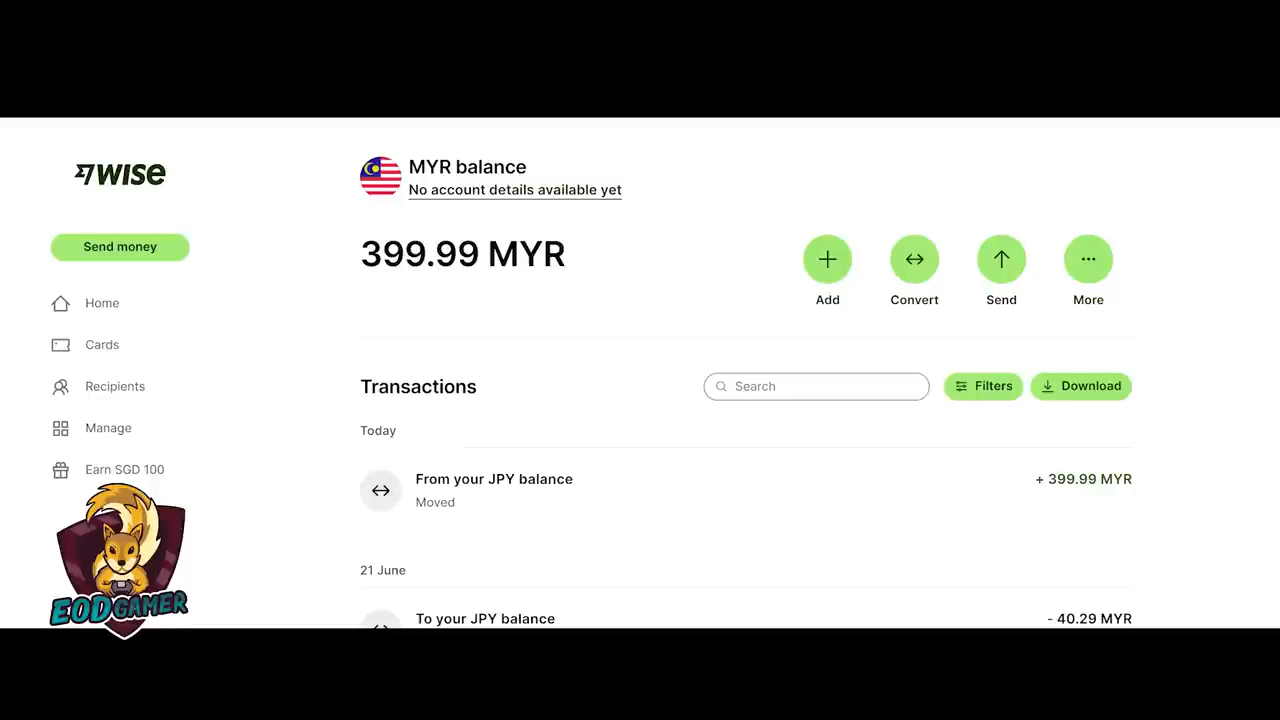 WISE
Send money
Home
Cards
Recipients
Manage
Earn SGD 100
EODGAMER
MYR balance
No account details available yet
399.99 MYR
Add
Convert
Send
More
Transactions
Search
Filters
Download
Today
From your JPY balance
+ 399.99 MYR
Moved
21 June
To your JPY balance
- 40.29 MYR